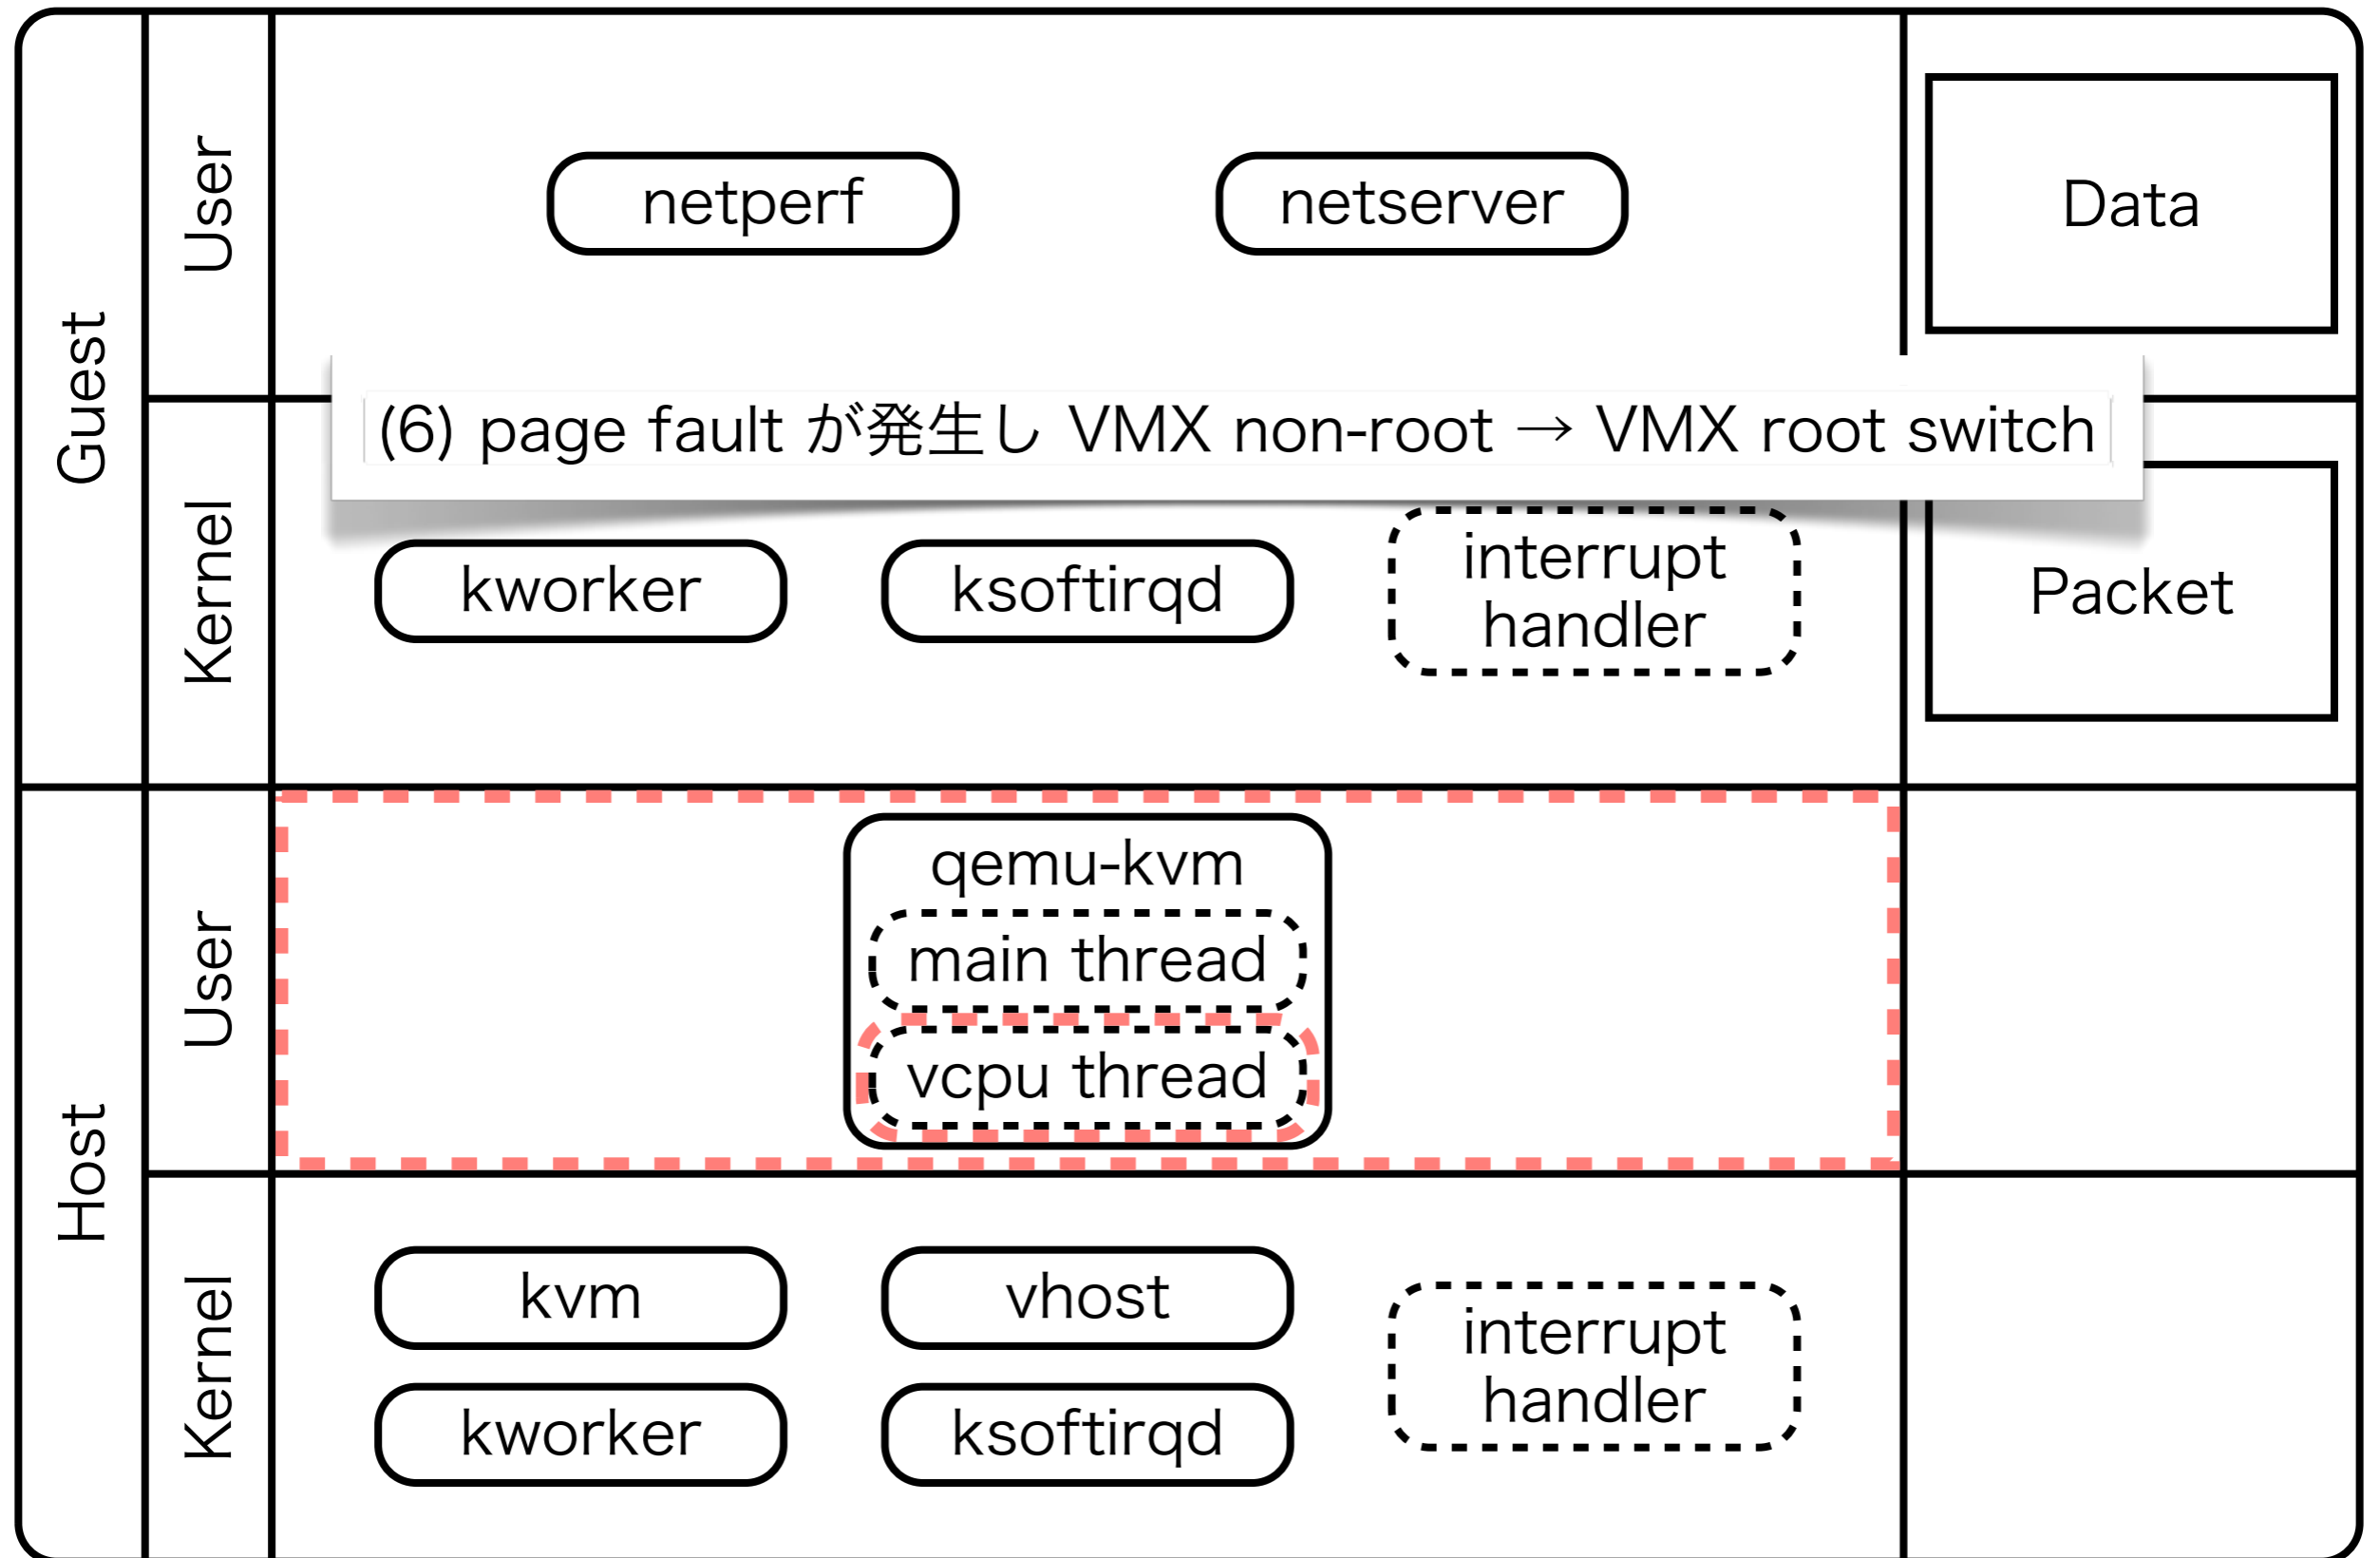 Guest
User
netperf
netserver
Data
(6) page fault が発生し VMX non-root → VMX root switch
Kernel
kworker
ksoftirqd
interrupt
handler
Packet
Host
User
qemu-kvm
main thread
vcpu thread
Kernel
kvm
vhost
interrupt
handler
kworker
ksoftirqd